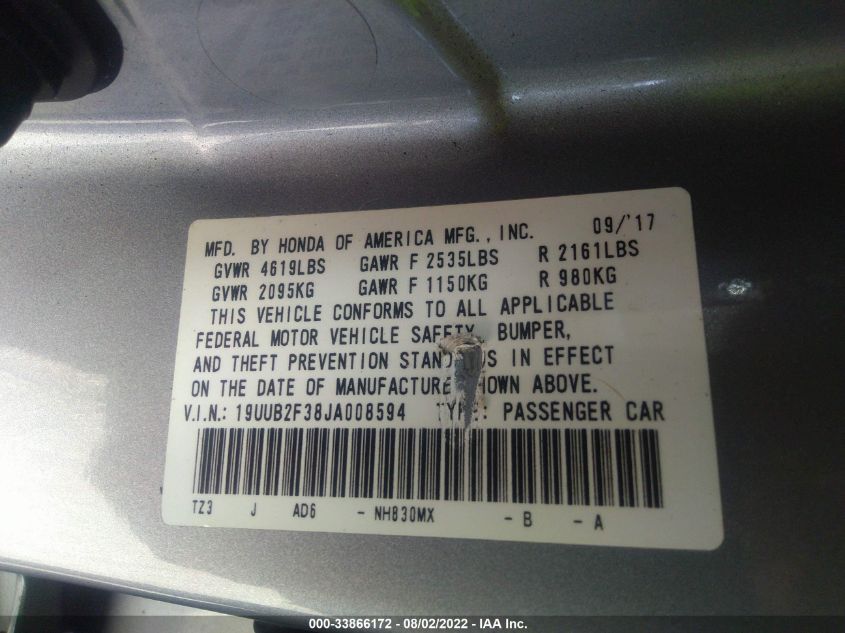 MFD. BY HONDA OF AMERICA MFG., INC. 09/'17
GVWR 4619LBS GAWR F 2535LBS R 2161LBS
GVWR 2095KG GAWR F 1150KG R 980KG
THIS VEHICLE CONFORMS TO ALL APPLICABLE
FEDERAL MOTOR VEHICLE SAFETY, BUMPER,
AND THEFT PREVENTION IN EFFECT
ON THE DATE OF MANUFACTURE ABOVE.
V.I.N.: 19UUB2F38JA008594 TYPE: PASSENGER CAR
TZ3 J AD6 - NH830MX - B - A
000-33866172 - 08/02/2022 - IAA Inc.